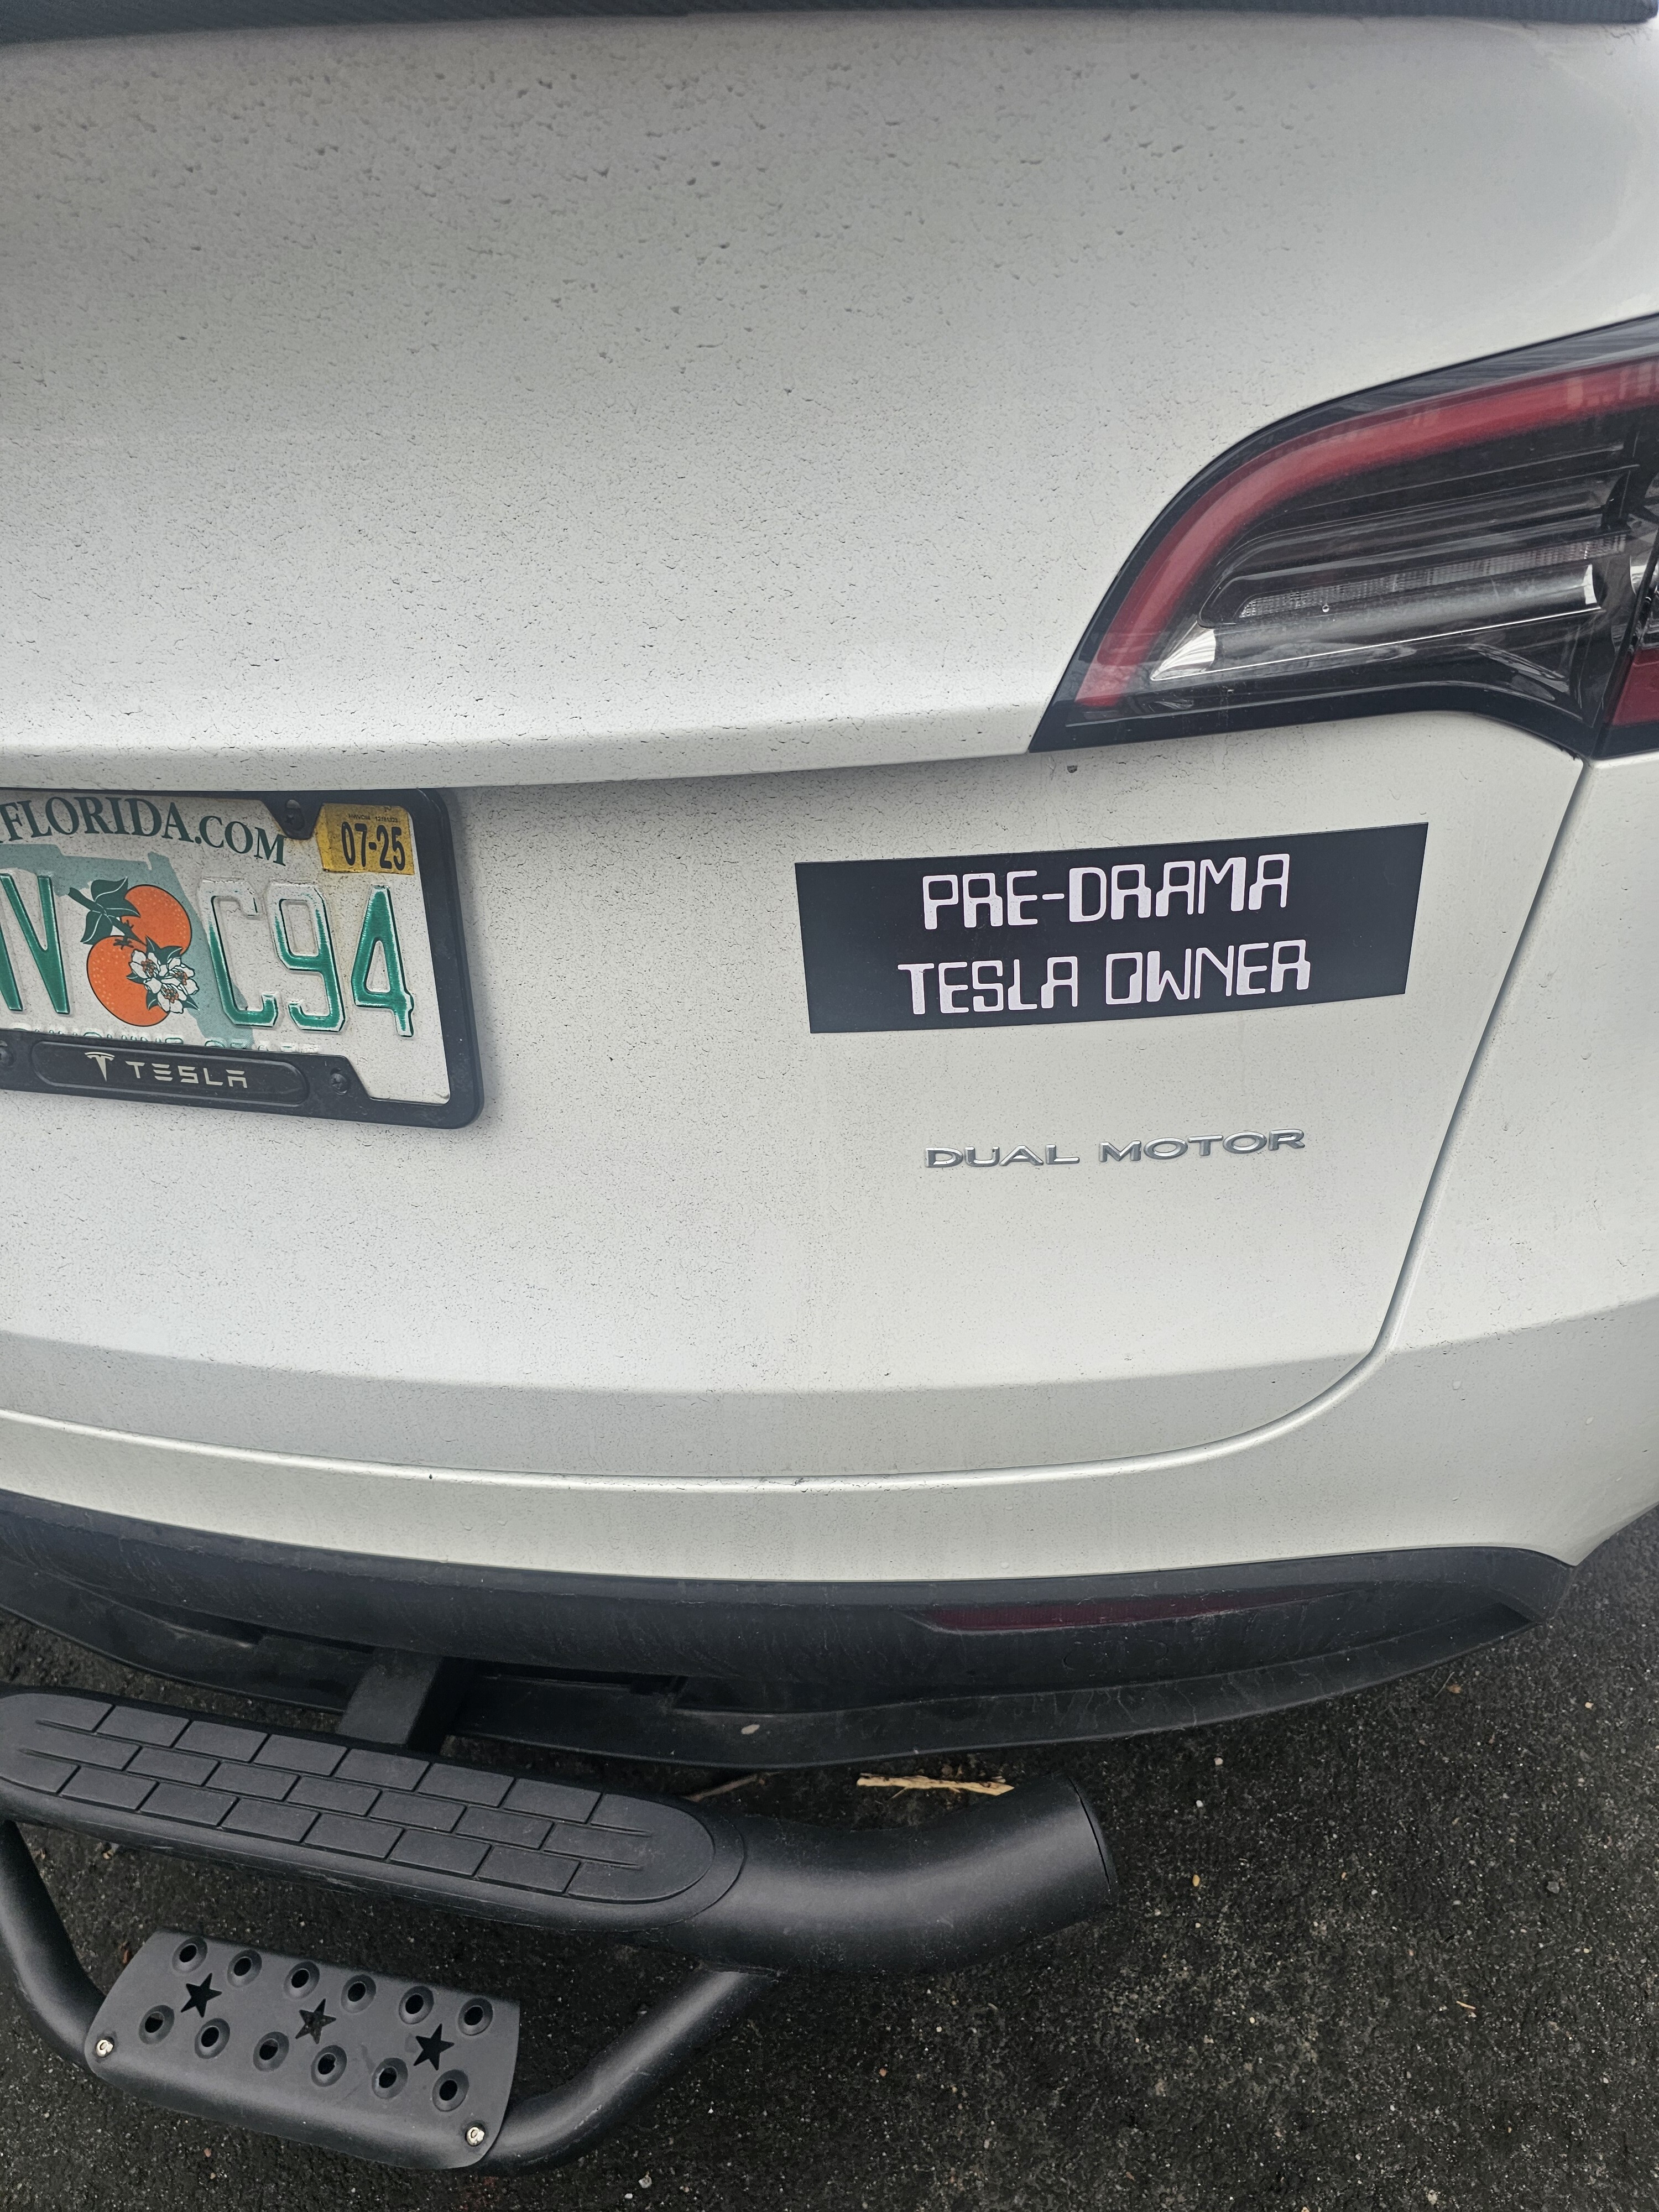 FLORIDA.COM
07-25
V C94
TESLA
PRE-DRAMA
TESLA OWNER
DUAL MOTOR